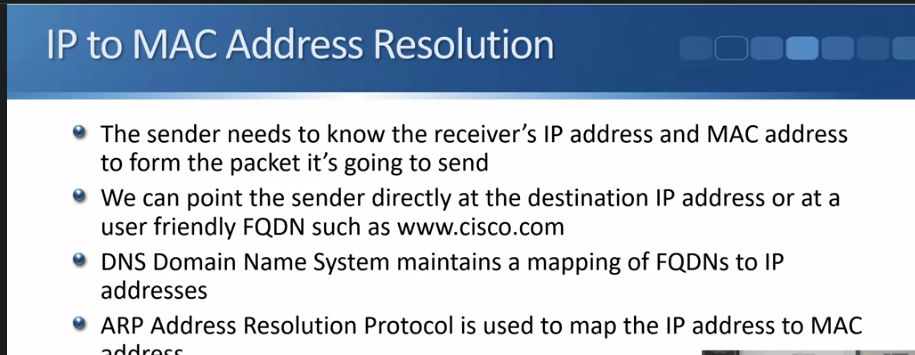 IP to MAC Address Resolution
The sender needs to know the receiver's IP address and MAC address
to form the packet it's going to send
We can point the sender directly at the destination IP address or at a
user friendly FQDN such as www.cisco.com
DNS Domain Name System maintains a mapping of FQDNs to IP
addresses
ARP Address Resolution Protocol is used to map the IP address to MAC
address